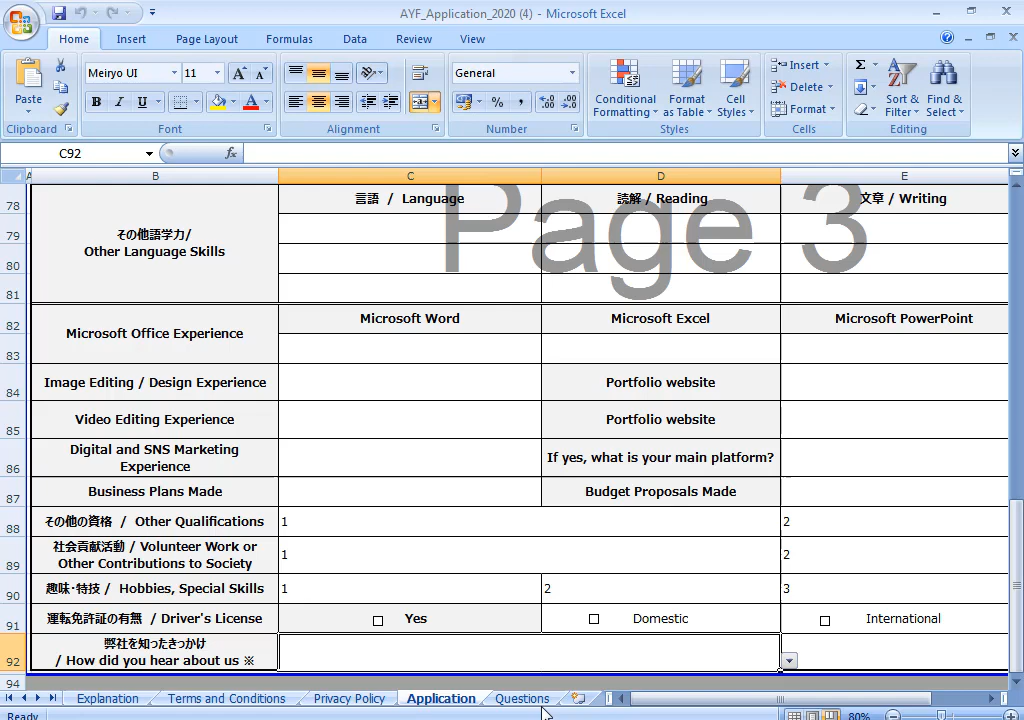 AYF_Application_2020 (4) - Microsoft Excel
Home Insert Page Layout Formulas Data Review View
Meiryo UI 11 General
Paste B I U A % , Conditional Formatting Format as Table Cell Styles Insert Delete Format Σ Sort & Filter Find & Select
Clipboard Font Alignment Number Styles Cells Editing
C92 fx
A B C D E
Page 3
78 言語 / Language 読解 / Reading 文章 / Writing
79 その他語学力/
80 Other Language Skills
81
82 Microsoft Office Experience Microsoft Word Microsoft Excel Microsoft PowerPoint
83
84 Image Editing / Design Experience Portfolio website
85 Video Editing Experience Portfolio website
86 Digital and SNS Marketing Experience If yes, what is your main platform?
87 Business Plans Made Budget Proposals Made
88 その他の資格 / Other Qualifications 1 2
89 社会貢献活動 / Volunteer Work or Other Contributions to Society 1 2
90 趣味・特技 / Hobbies, Special Skills 1 2 3
91 運転免許証の有無 / Driver's License Yes Domestic International
92 弊社を知ったきっかけ
/ How did you hear about us ※
94
Explanation Terms and Conditions Privacy Policy Application Questions
Ready 80%